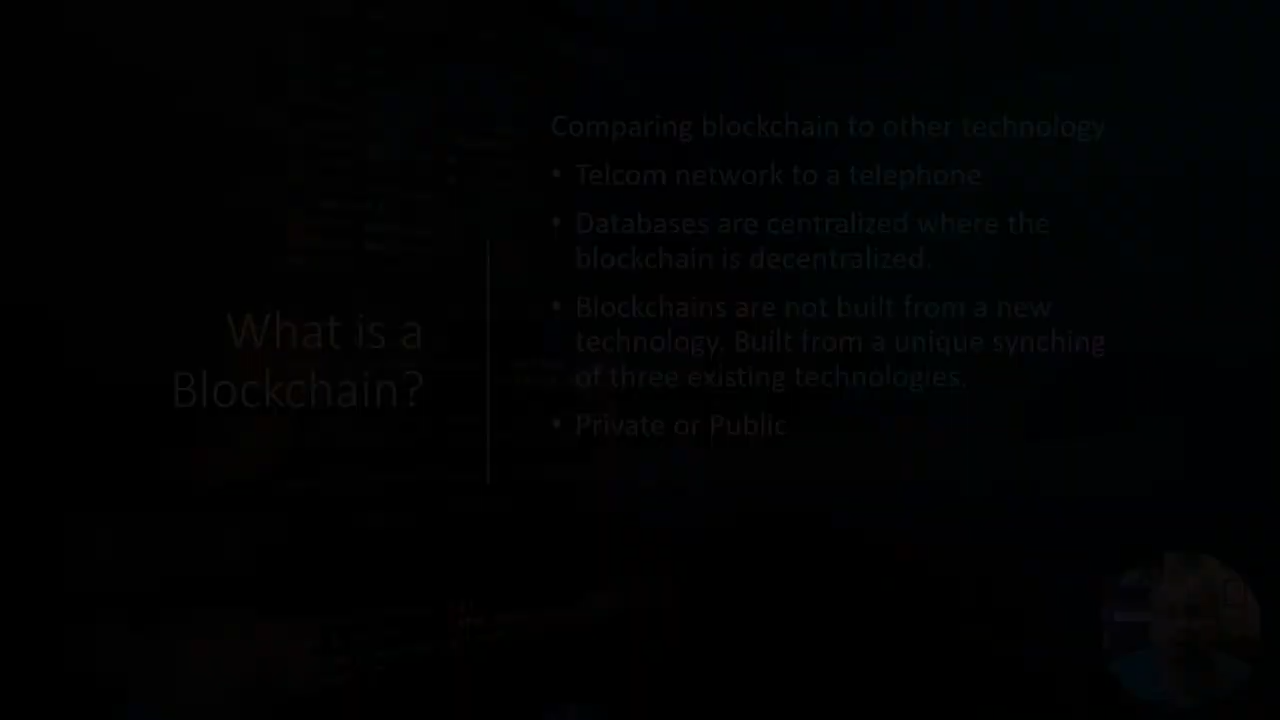 What is a
Blockchain?
Comparing blockchain to other technology
• Telcom network to a telephone
• Databases are centralized where the
blockchain is decentralized.
• Blockchains are not built from a new
technology. Built from a unique synching
of three existing technologies.
• Private or Public